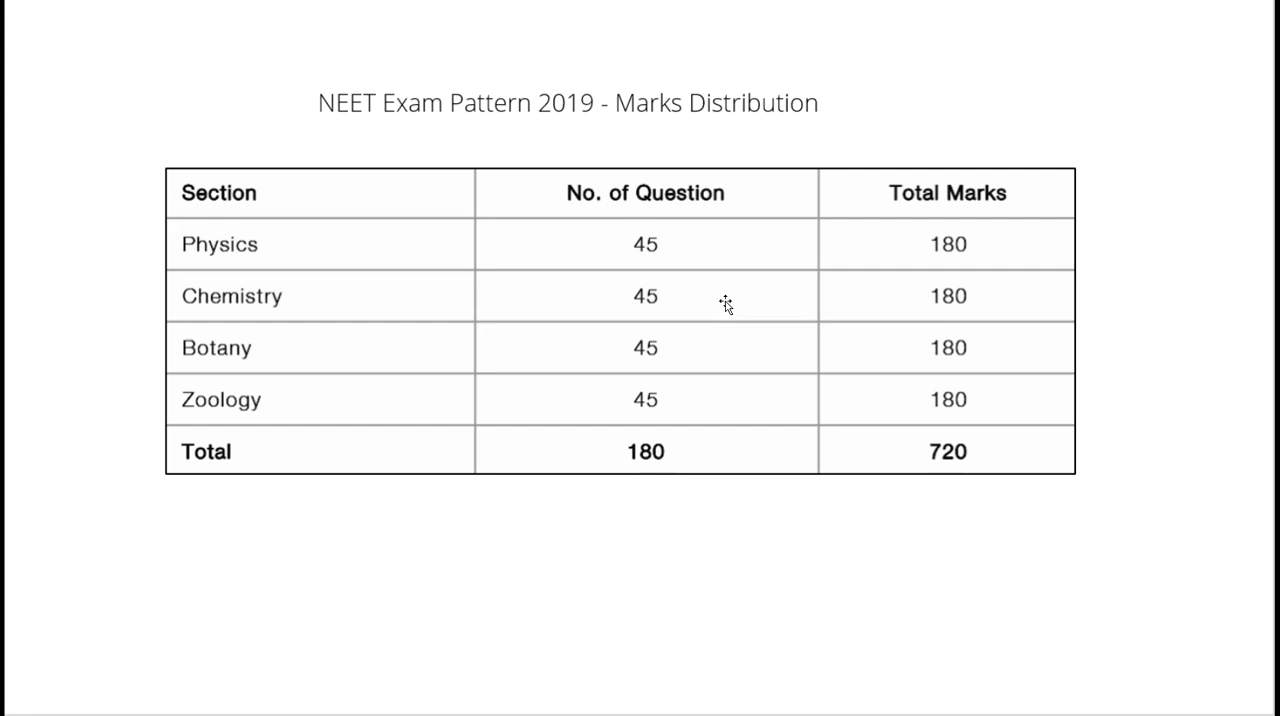 NEET Exam Pattern 2019 - Marks Distribution
Section No. of Question Total Marks
Physics 45 180
Chemistry 45 180
Botany 45 180
Zoology 45 180
Total 180 720